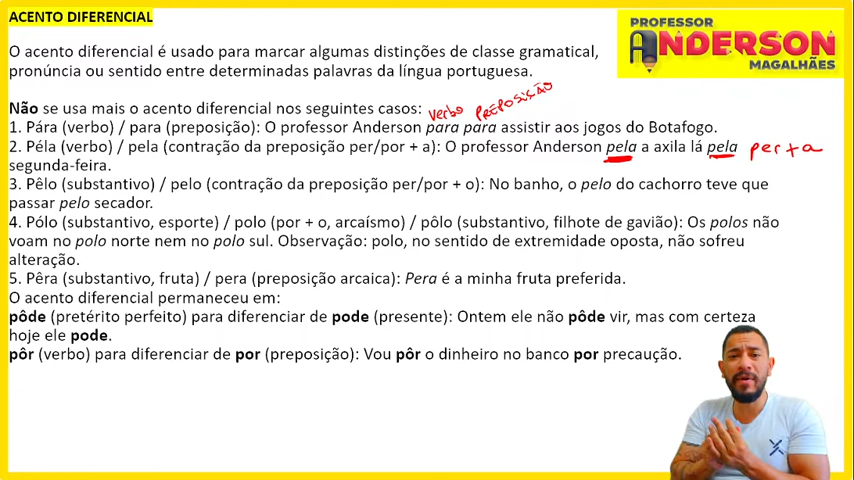 ACENTO DIFERENCIAL
PROFESSOR
ANDERSON
MAGALHÃES
O acento diferencial é usado para marcar algumas distinções de classe gramatical,
pronúncia ou sentido entre determinadas palavras da língua portuguesa.
Não se usa mais o acento diferencial nos seguintes casos: verbo PREPOSIÇÃO
1. Pára (verbo) / para (preposição): O professor Anderson para para assistir aos jogos do Botafogo.
2. Péla (verbo) / pela (contração da preposição per/por + a): O professor Anderson pela a axila lá pela per+a
segunda-feira.
3. Pêlo (substantivo) / pelo (contração da preposição per/por + o): No banho, o pelo do cachorro teve que
passar pelo secador.
4. Pólo (substantivo, esporte) / polo (por + o, arcaísmo) / pôlo (substantivo, filhote de gavião): Os polos não
voam no polo norte nem no polo sul. Observação: polo, no sentido de extremidade oposta, não sofreu
alteração.
5. Pêra (substantivo, fruta) / pera (preposição arcaica): Pera é a minha fruta preferida.
O acento diferencial permaneceu em:
pôde (pretérito perfeito) para diferenciar de pode (presente): Ontem ele não pôde vir, mas com certeza
hoje ele pode.
pôr (verbo) para diferenciar de por (preposição): Vou pôr o dinheiro no banco por precaução.